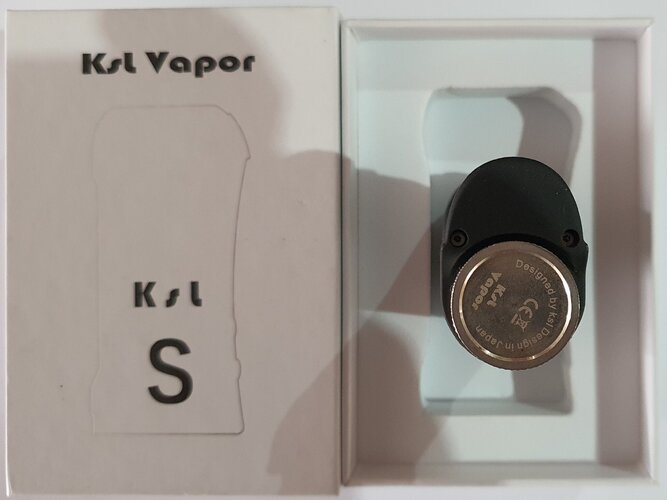 KsL Vapor
KsL
S
KsL
Vapor
Designed by ksl Design in Japan
CE